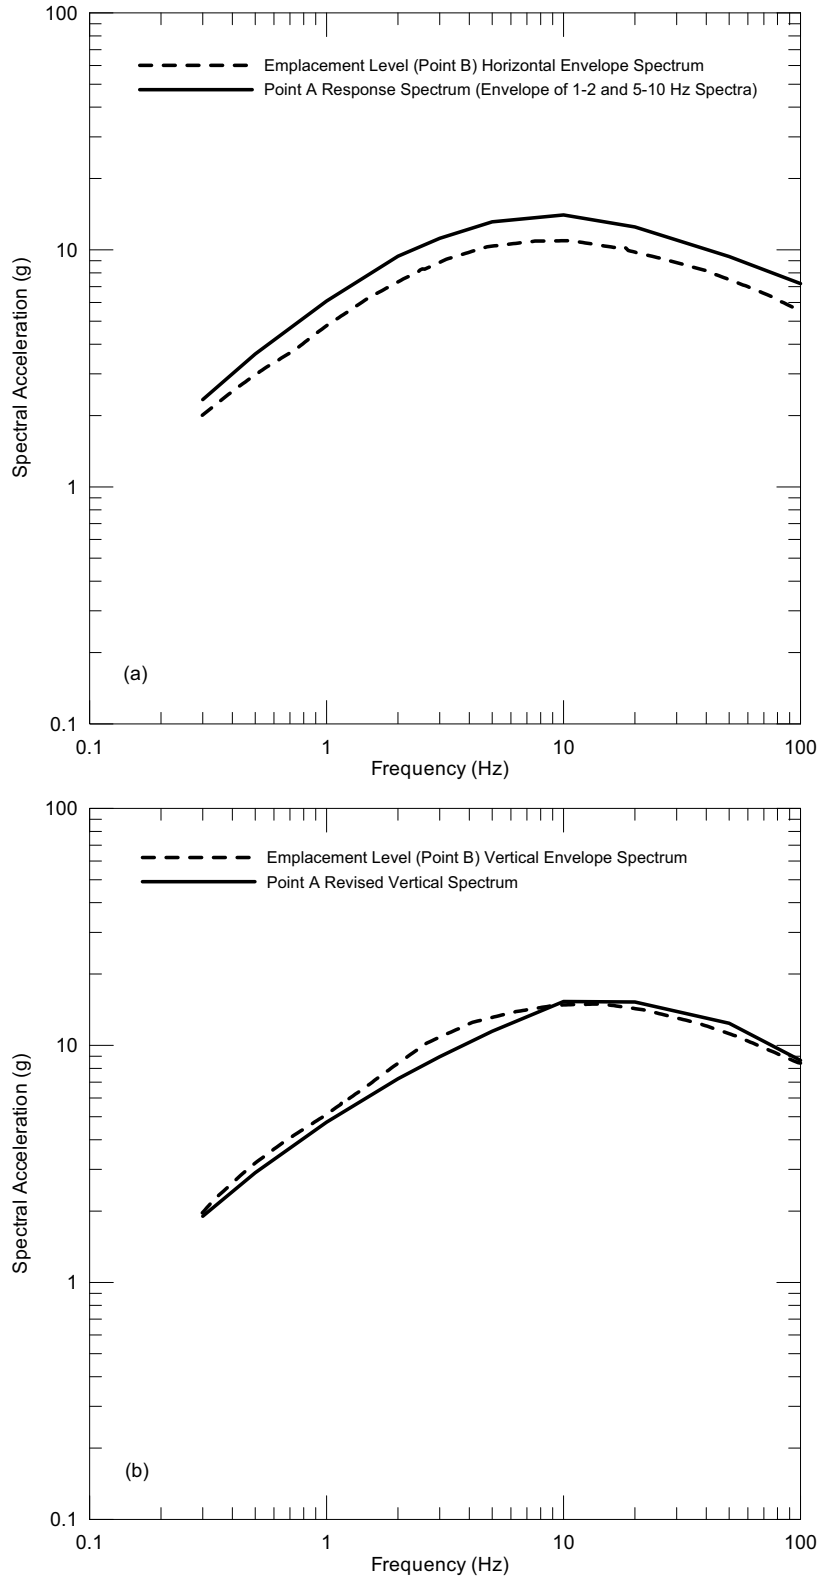 100
Emplacement Level (Point B) Horizontal Envelope Spectrum
Point A Response Spectrum (Envelope of 1-2 and 5-10 Hz Spectra)
10
Spectral Acceleration (g)
1
(a)
0.1
0.1 1 10 100
Frequency (Hz)
100
Emplacement Level (Point B) Vertical Envelope Spectrum
Point A Revised Vertical Spectrum
10
Spectral Acceleration (g)
1
(b)
0.1
0.1 1 10 100
Frequency (Hz)